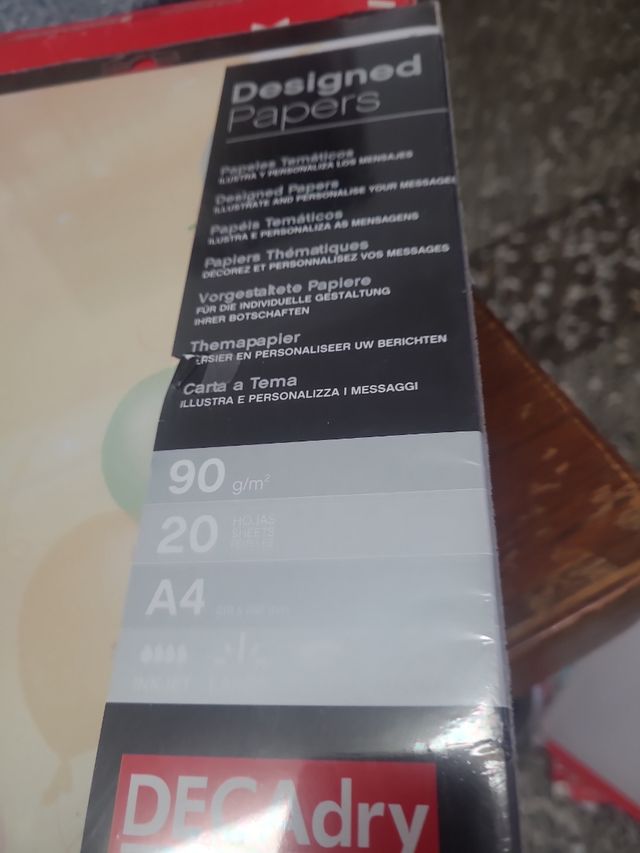 Designed
Papers
Papeles Temáticos
ILUSTRA Y PERSONALIZA LOS MENSAJES
Designed Papers
ILLUSTRATE AND PERSONALISE YOUR MESSAGES
Papéis Temáticos
ILUSTRA E PERSONALIZA AS MENSAGENS
Papiers Thématiques
DÉCOREZ ET PERSONNALISEZ VOS MESSAGES
Vorgestaltete Papiere
FÜR DIE INDIVIDUELLE GESTALTUNG
IHRER BOTSCHAFTEN
Themapapier
EN PERSONALISEER UW BERICHTEN
Carta a Tema
ILLUSTRA E PERSONALIZZA I MESSAGGI
90 g/m²
20 HOJAS
SHEETS
A4
INKJET
DECAdry